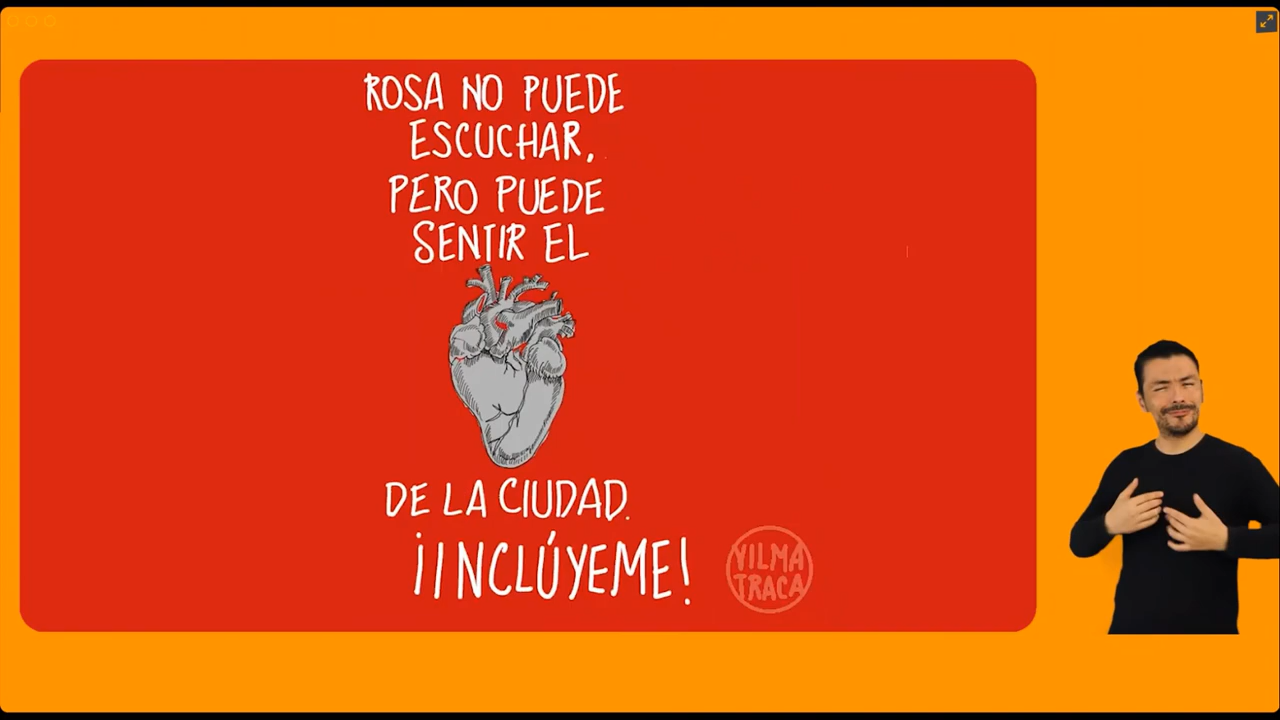 ROSA NO PUEDE
ESCUCHAR,
PERO PUEDE
SENTIR EL
DE LA CIUDAD.
¡INCLÚYEME!
VILMA
TRACA